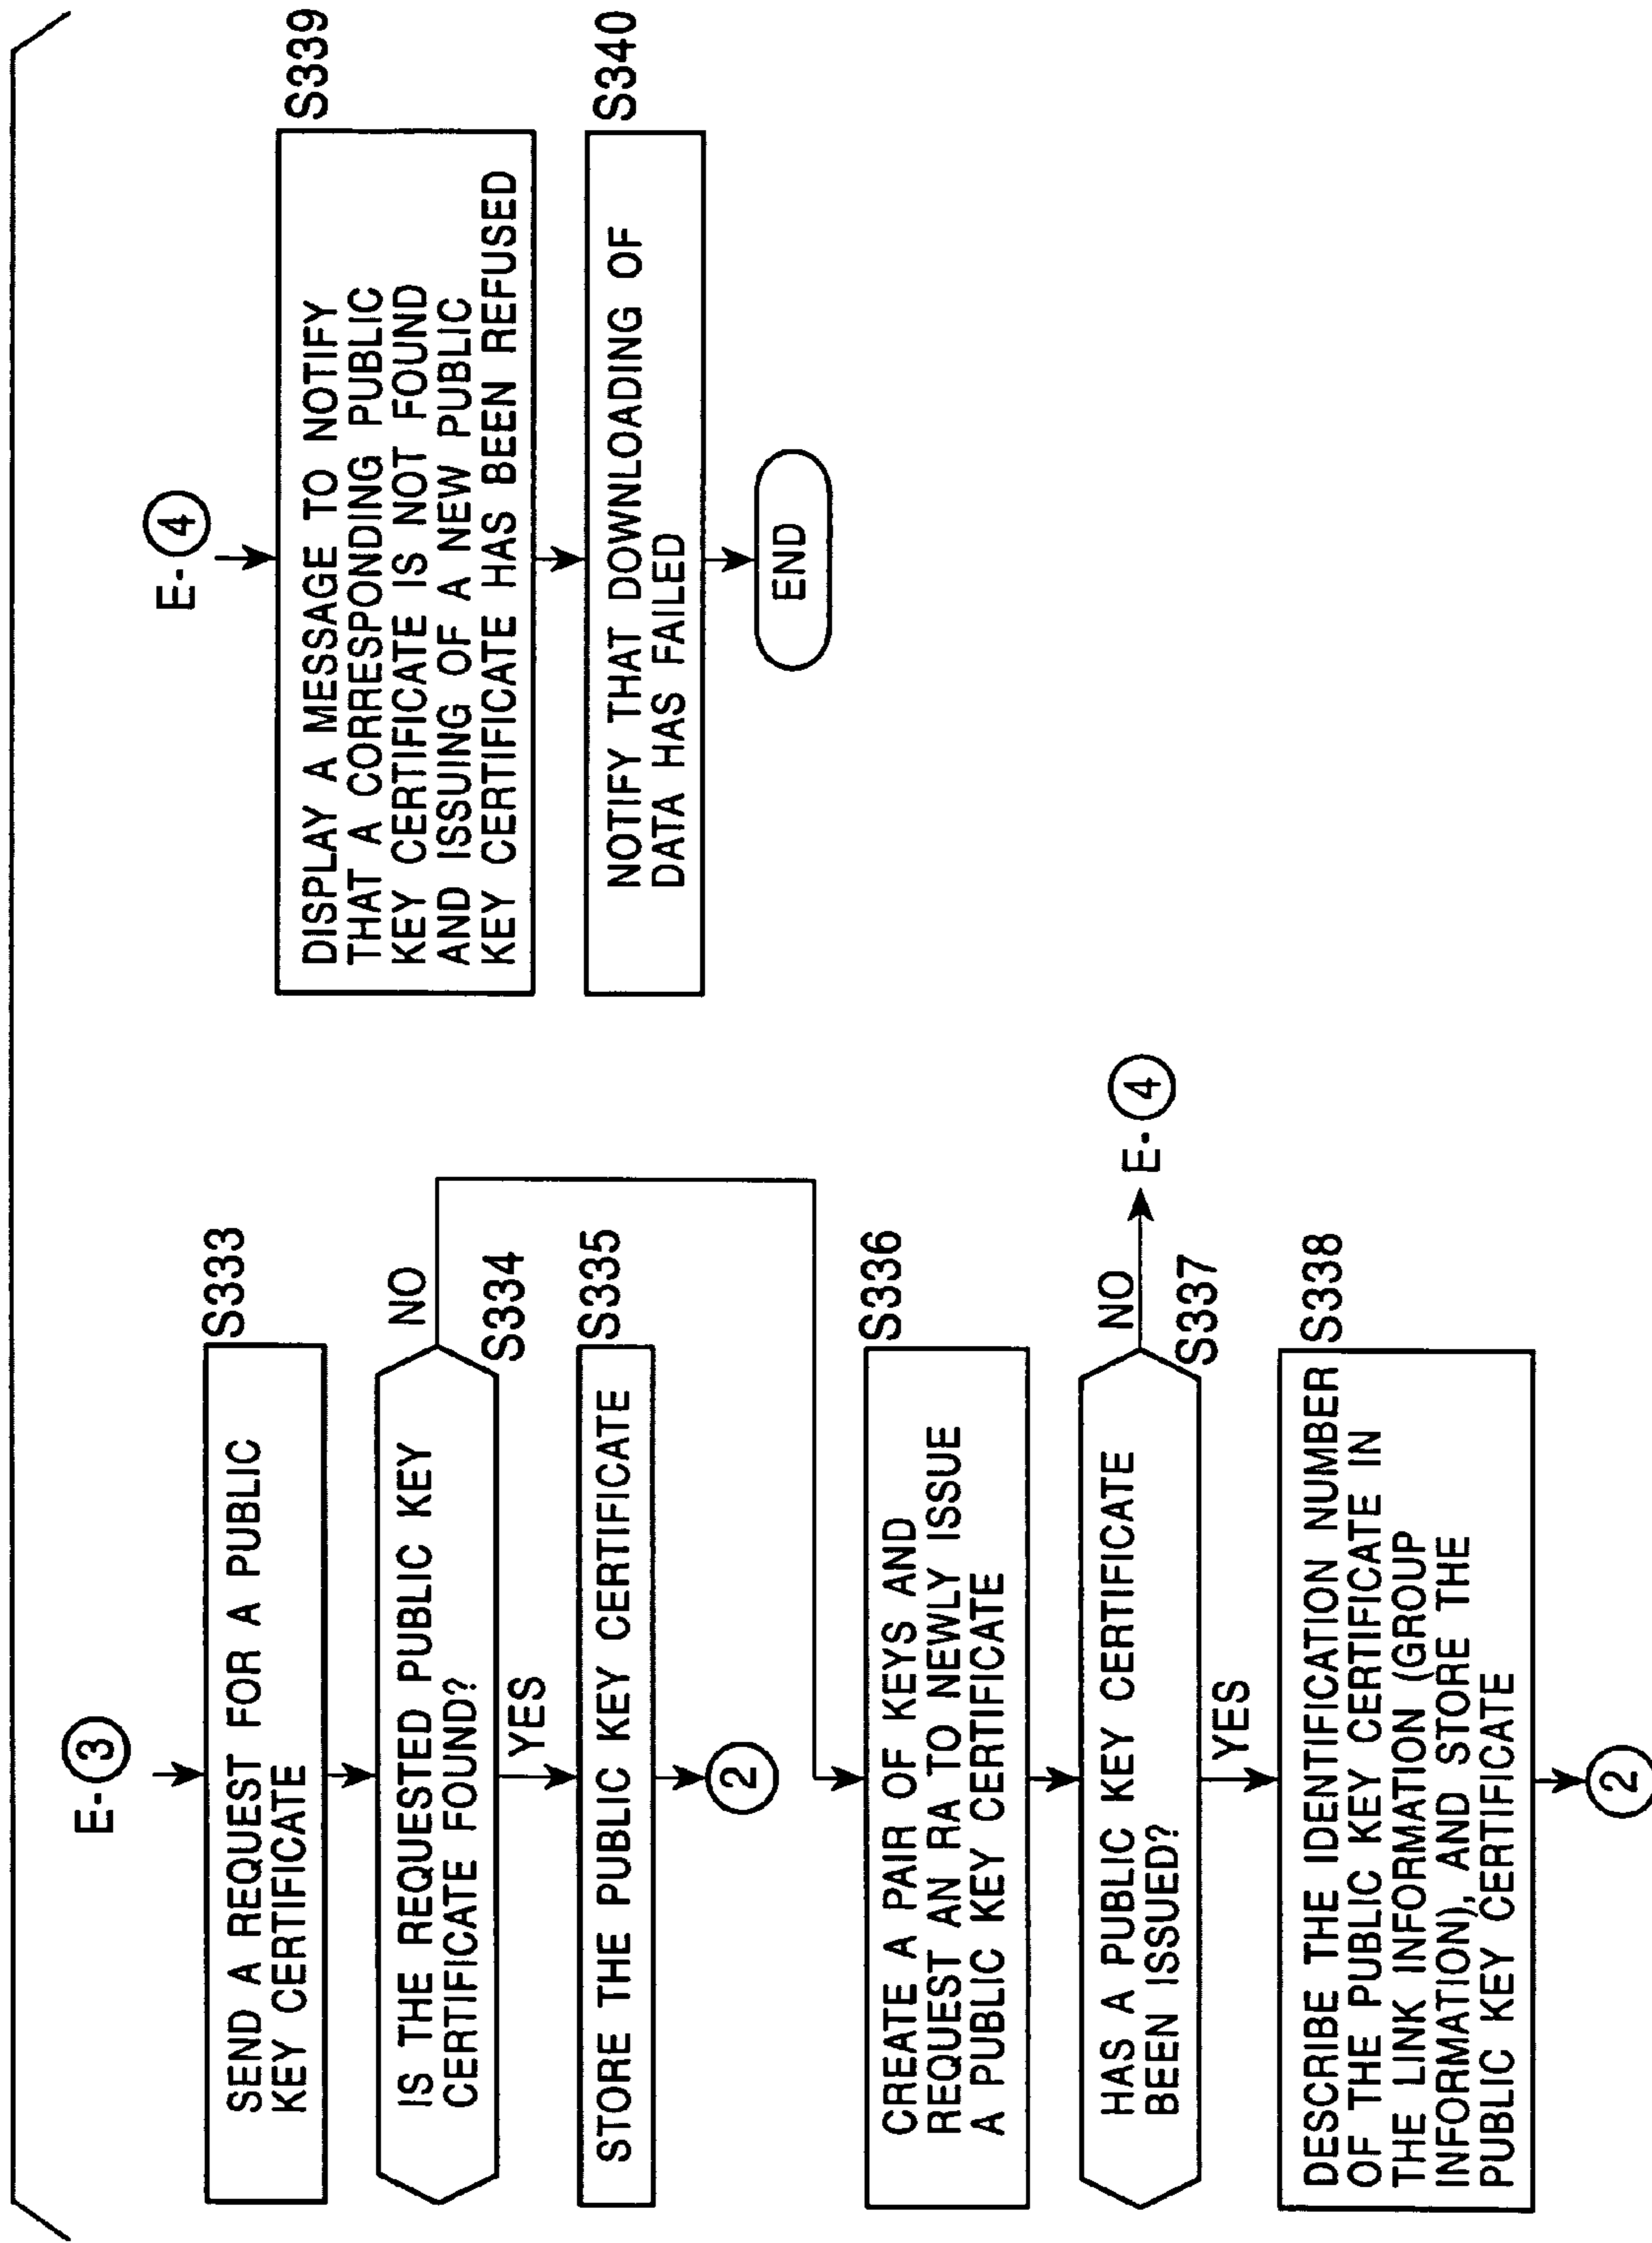 E-3
SEND A REQUEST FOR A PUBLIC
KEY CERTIFICATE
S333
IS THE REQUESTED PUBLIC KEY
CERTIFICATE FOUND?
NO
S334
YES
STORE THE PUBLIC KEY CERTIFICATE
S335
2
CREATE A PAIR OF KEYS AND
REQUEST AN RA TO NEWLY ISSUE
A PUBLIC KEY CERTIFICATE
S336
HAS A PUBLIC KEY CERTIFICATE
BEEN ISSUED?
NO
E-4
S337
YES
DESCRIBE THE IDENTIFICATION NUMBER
OF THE PUBLIC KEY CERTIFICATE IN
THE LINK INFORMATION (GROUP
INFORMATION), AND STORE THE
PUBLIC KEY CERTIFICATE
S338
2
E-4
DISPLAY A MESSAGE TO NOTIFY
THAT A CORRESPONDING PUBLIC
KEY CERTIFICATE IS NOT FOUND
AND ISSUING OF A NEW PUBLIC
KEY CERTIFICATE HAS BEEN REFUSED
S339
NOTIFY THAT DOWNLOADING OF
DATA HAS FAILED
S340
END